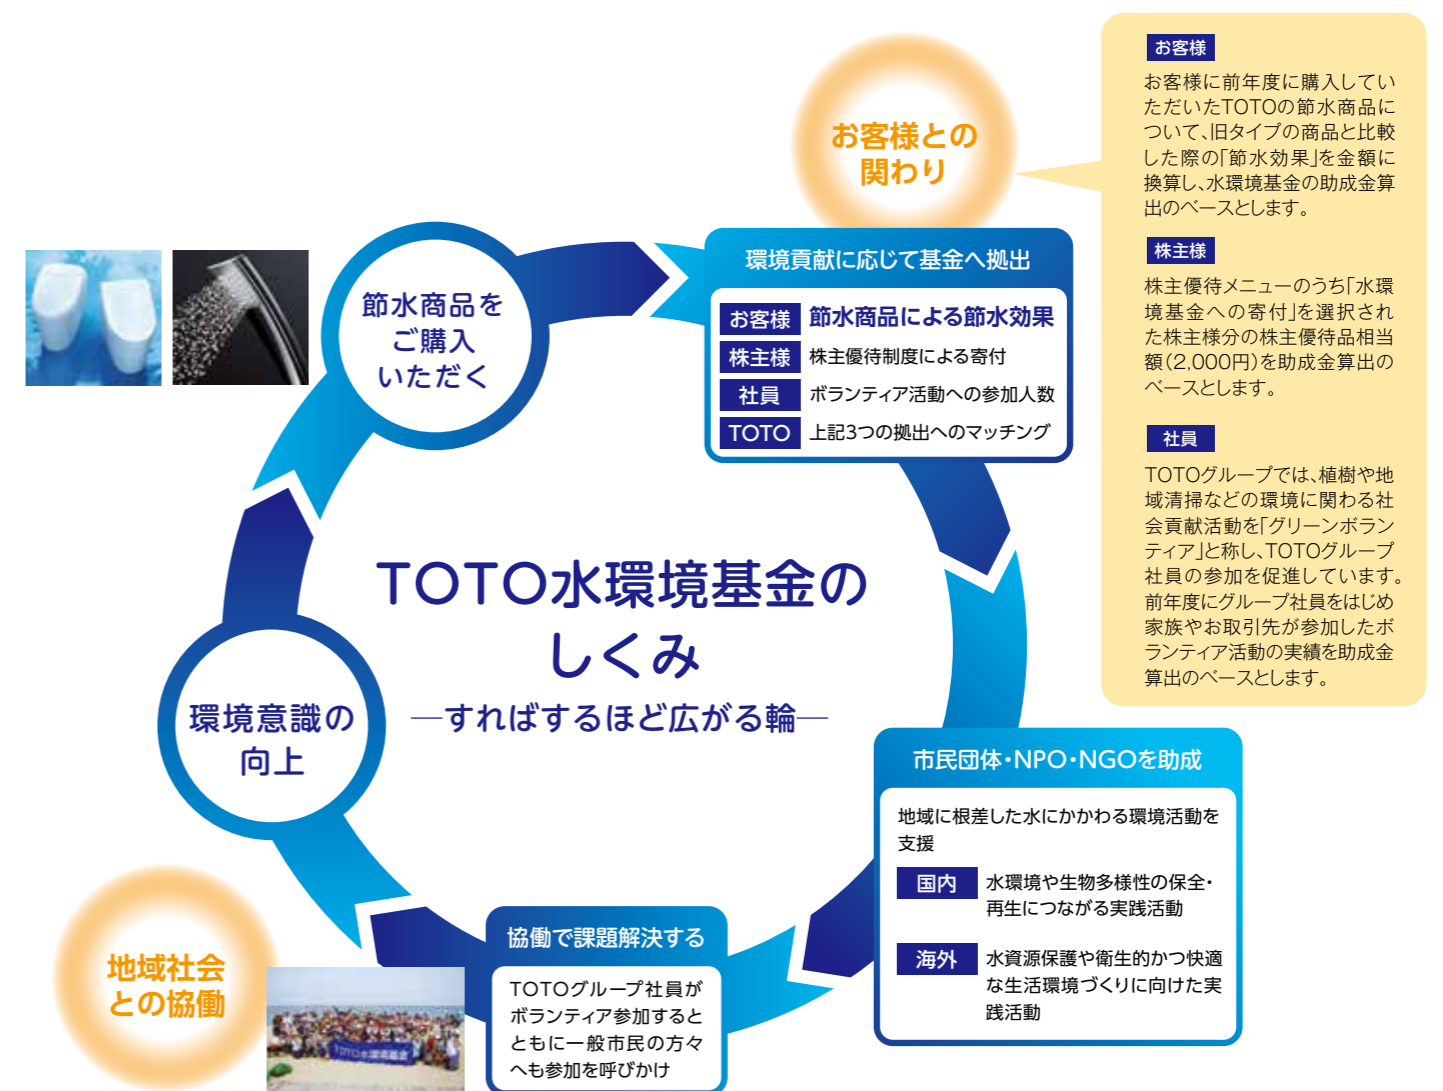 TOTO水環境基金の
しくみ
―すればするほど広がる輪―
節水商品を
ご購入
いただく
お客様との
関わり
環境貢献に応じて基金へ拠出
お客様 節水商品による節水効果
株主様 株主優待制度による寄付
社員 ボランティア活動への参加人数
TOTO 上記3つの拠出へのマッチング
お客様
お客様に前年度に購入してい
ただいたTOTOの節水商品に
ついて、旧タイプの商品と比較
した際の「節水効果」を金額に
換算し、水環境基金の助成金算
出のベースとします。
株主様
株主優待メニューのうち「水環
境基金への寄付」を選択され
た株主様分の株主優待品相当
額(2,000円)を助成金算出の
ベースとします。
社員
TOTOグループでは、植樹や地
域清掃などの環境に関わる社
会貢献活動を「グリーンボラン
ティア」と称し、TOTOグループ
社員の参加を促進しています。
前年度にグループ社員をはじめ
家族やお取引先が参加したボ
ランティア活動の実績を助成金
算出のベースとします。
市民団体・NPO・NGOを助成
地域に根差した水にかかわる環境活動を
支援
国内 水環境や生物多様性の保全・
再生につながる実践活動
海外 水資源保護や衛生的かつ快適
な生活環境づくりに向けた実
践活動
協働で課題解決する
TOTOグループ社員が
ボランティア参加すると
ともに一般市民の方々
へも参加を呼びかけ
地域社会
との協働
TOTO水環境基金
環境意識の
向上